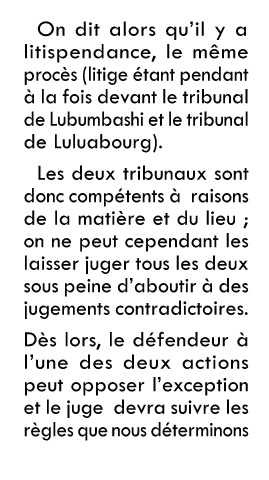 On dit alors qu'il y a
litispendance, le même
procès (litige étant pendant
à la fois devant le tribunal
de Lubumbashi et le tribunal
de Luluabourg).
Les deux tribunaux sont
donc compétents à raisons
de la matière et du lieu ;
on ne peut cependant les
laisser juger tous les deux
sous peine d'aboutir à des
jugements contradictoires.
Dès lors, le défendeur à
l'une des deux actions
peut opposer l'exception
et le juge devra suivre les
règles que nous déterminons